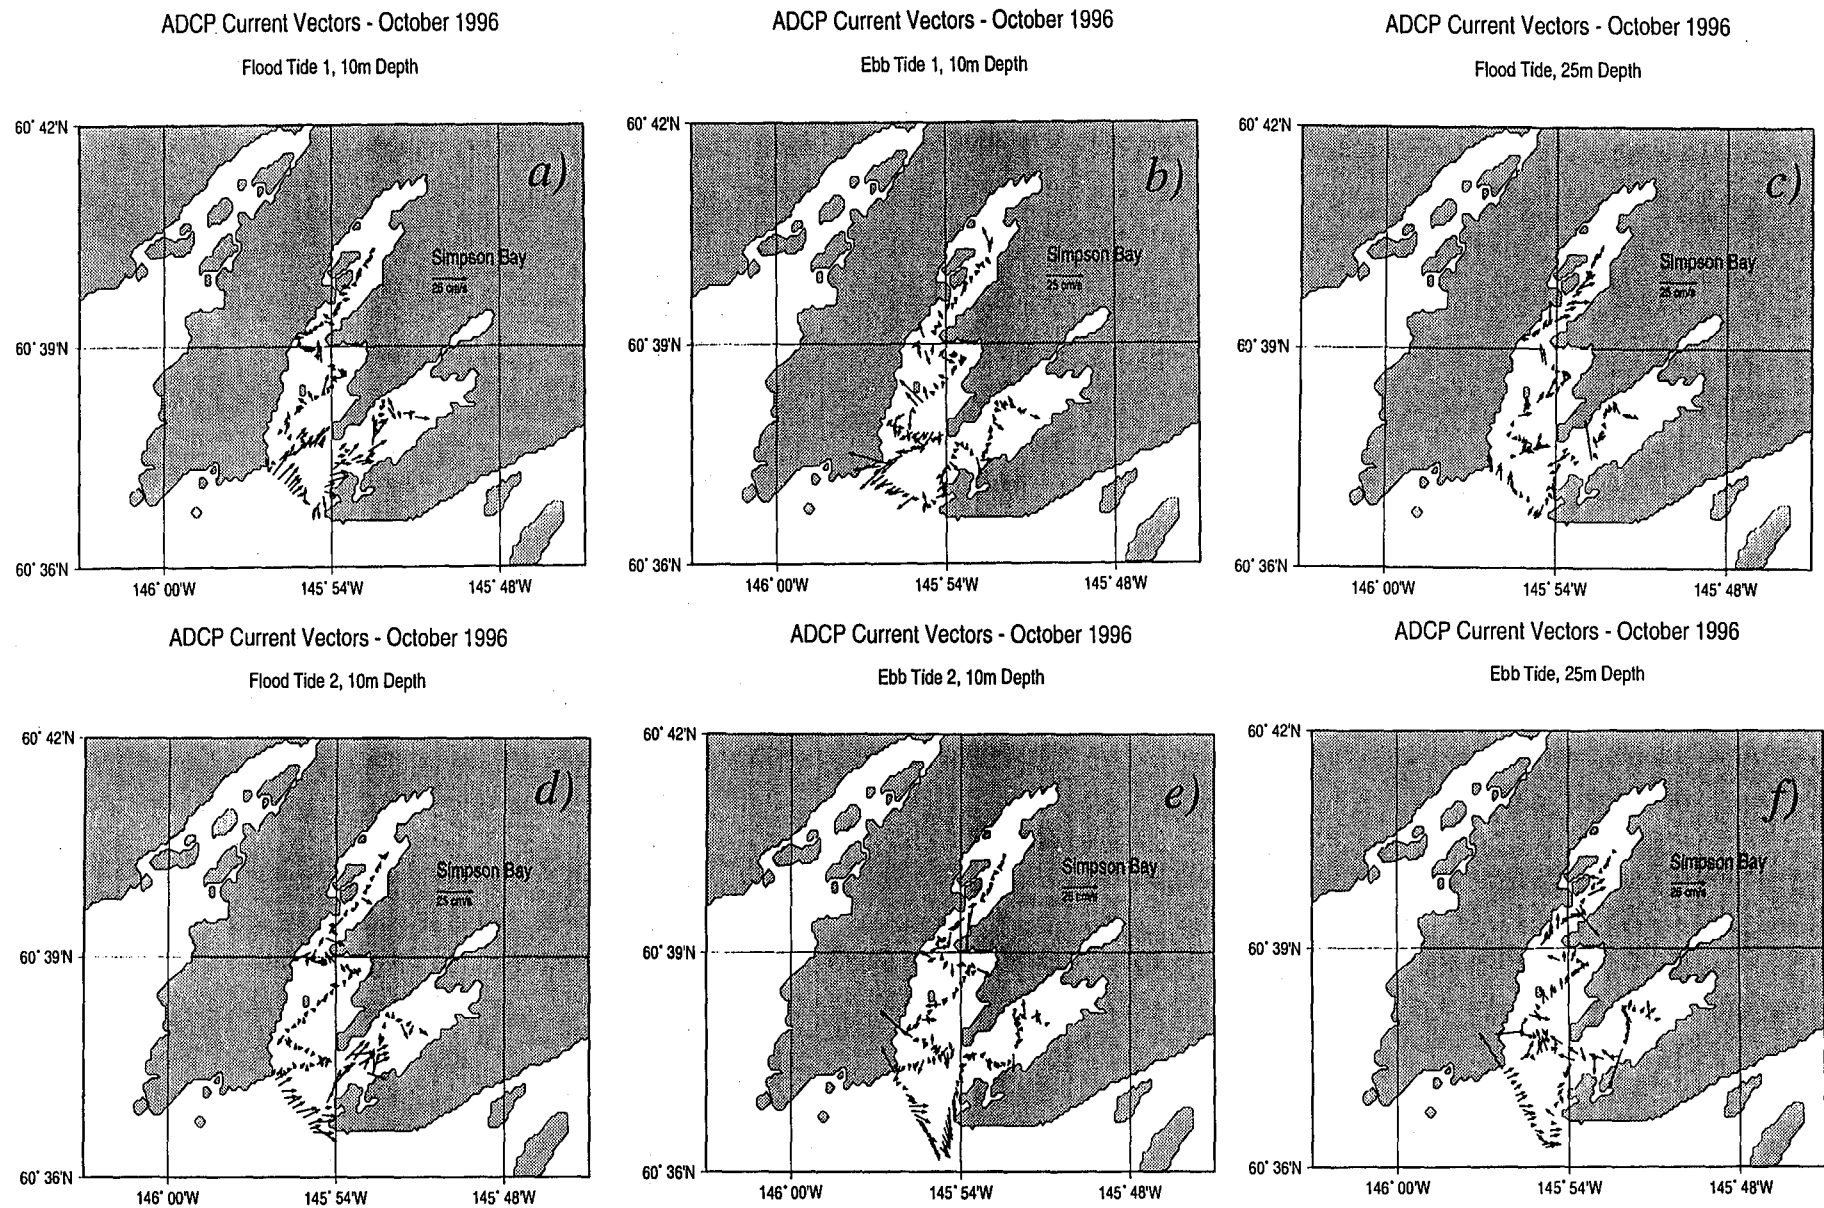 ADCP Current Vectors - October 1996
Flood Tide 1, 10m Depth
60° 42'N
a)
Simpson Bay
25 cm/s
60° 39'N
60° 36'N
146° 00'W
145° 54'W
145° 48'W
ADCP Current Vectors - October 1996
Ebb Tide 1, 10m Depth
60° 42'N
b)
Simpson Bay
25 cm/s
60° 39'N
60° 36'N
146° 00'W
145° 54'W
145° 48'W
ADCP Current Vectors - October 1996
Flood Tide, 25m Depth
60° 42'N
c)
Simpson Bay
25 cm/s
60° 39'N
60° 36'N
146° 00'W
145° 54'W
145° 48'W
ADCP Current Vectors - October 1996
Flood Tide 2, 10m Depth
60° 42'N
d)
Simpson Bay
25 cm/s
60° 39'N
60° 36'N
146° 00'W
145° 54'W
145° 48'W
ADCP Current Vectors - October 1996
Ebb Tide 2, 10m Depth
60° 42'N
e)
Simpson Bay
25 cm/s
60° 39'N
60° 36'N
146° 00'W
145° 54'W
145° 48'W
ADCP Current Vectors - October 1996
Ebb Tide, 25m Depth
60° 42'N
f)
Simpson Bay
25 cm/s
60° 39'N
60° 36'N
146° 00'W
145° 54'W
145° 48'W